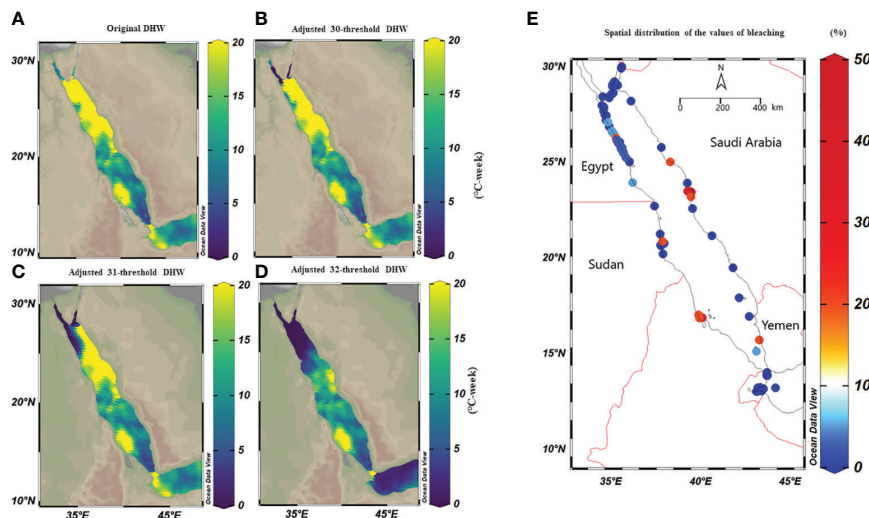 A
Original DHW
30°N
20°N
10°N
20
15
10
5
0
Ocean Data View
B
Adjusted 30-threshold DHW
20
15
10
5
0
(°C-week)
Ocean Data View
C
Adjusted 31-threshold DHW
30°N
20°N
10°N
35°E
40°E
45°E
20
15
10
5
0
Ocean Data View
D
Adjusted 32-threshold DHW
35°E
40°E
45°E
20
15
10
5
0
(°C-week)
Ocean Data View
E
Spatial distribution of the values of bleaching
(%)
30°N
25°N
20°N
15°N
10°N
35°E
40°E
45°E
N
0 200 400 km
Saudi Arabia
Egypt
Sudan
Yemen
50%
40%
30%
20%
10%
0%
Ocean Data View